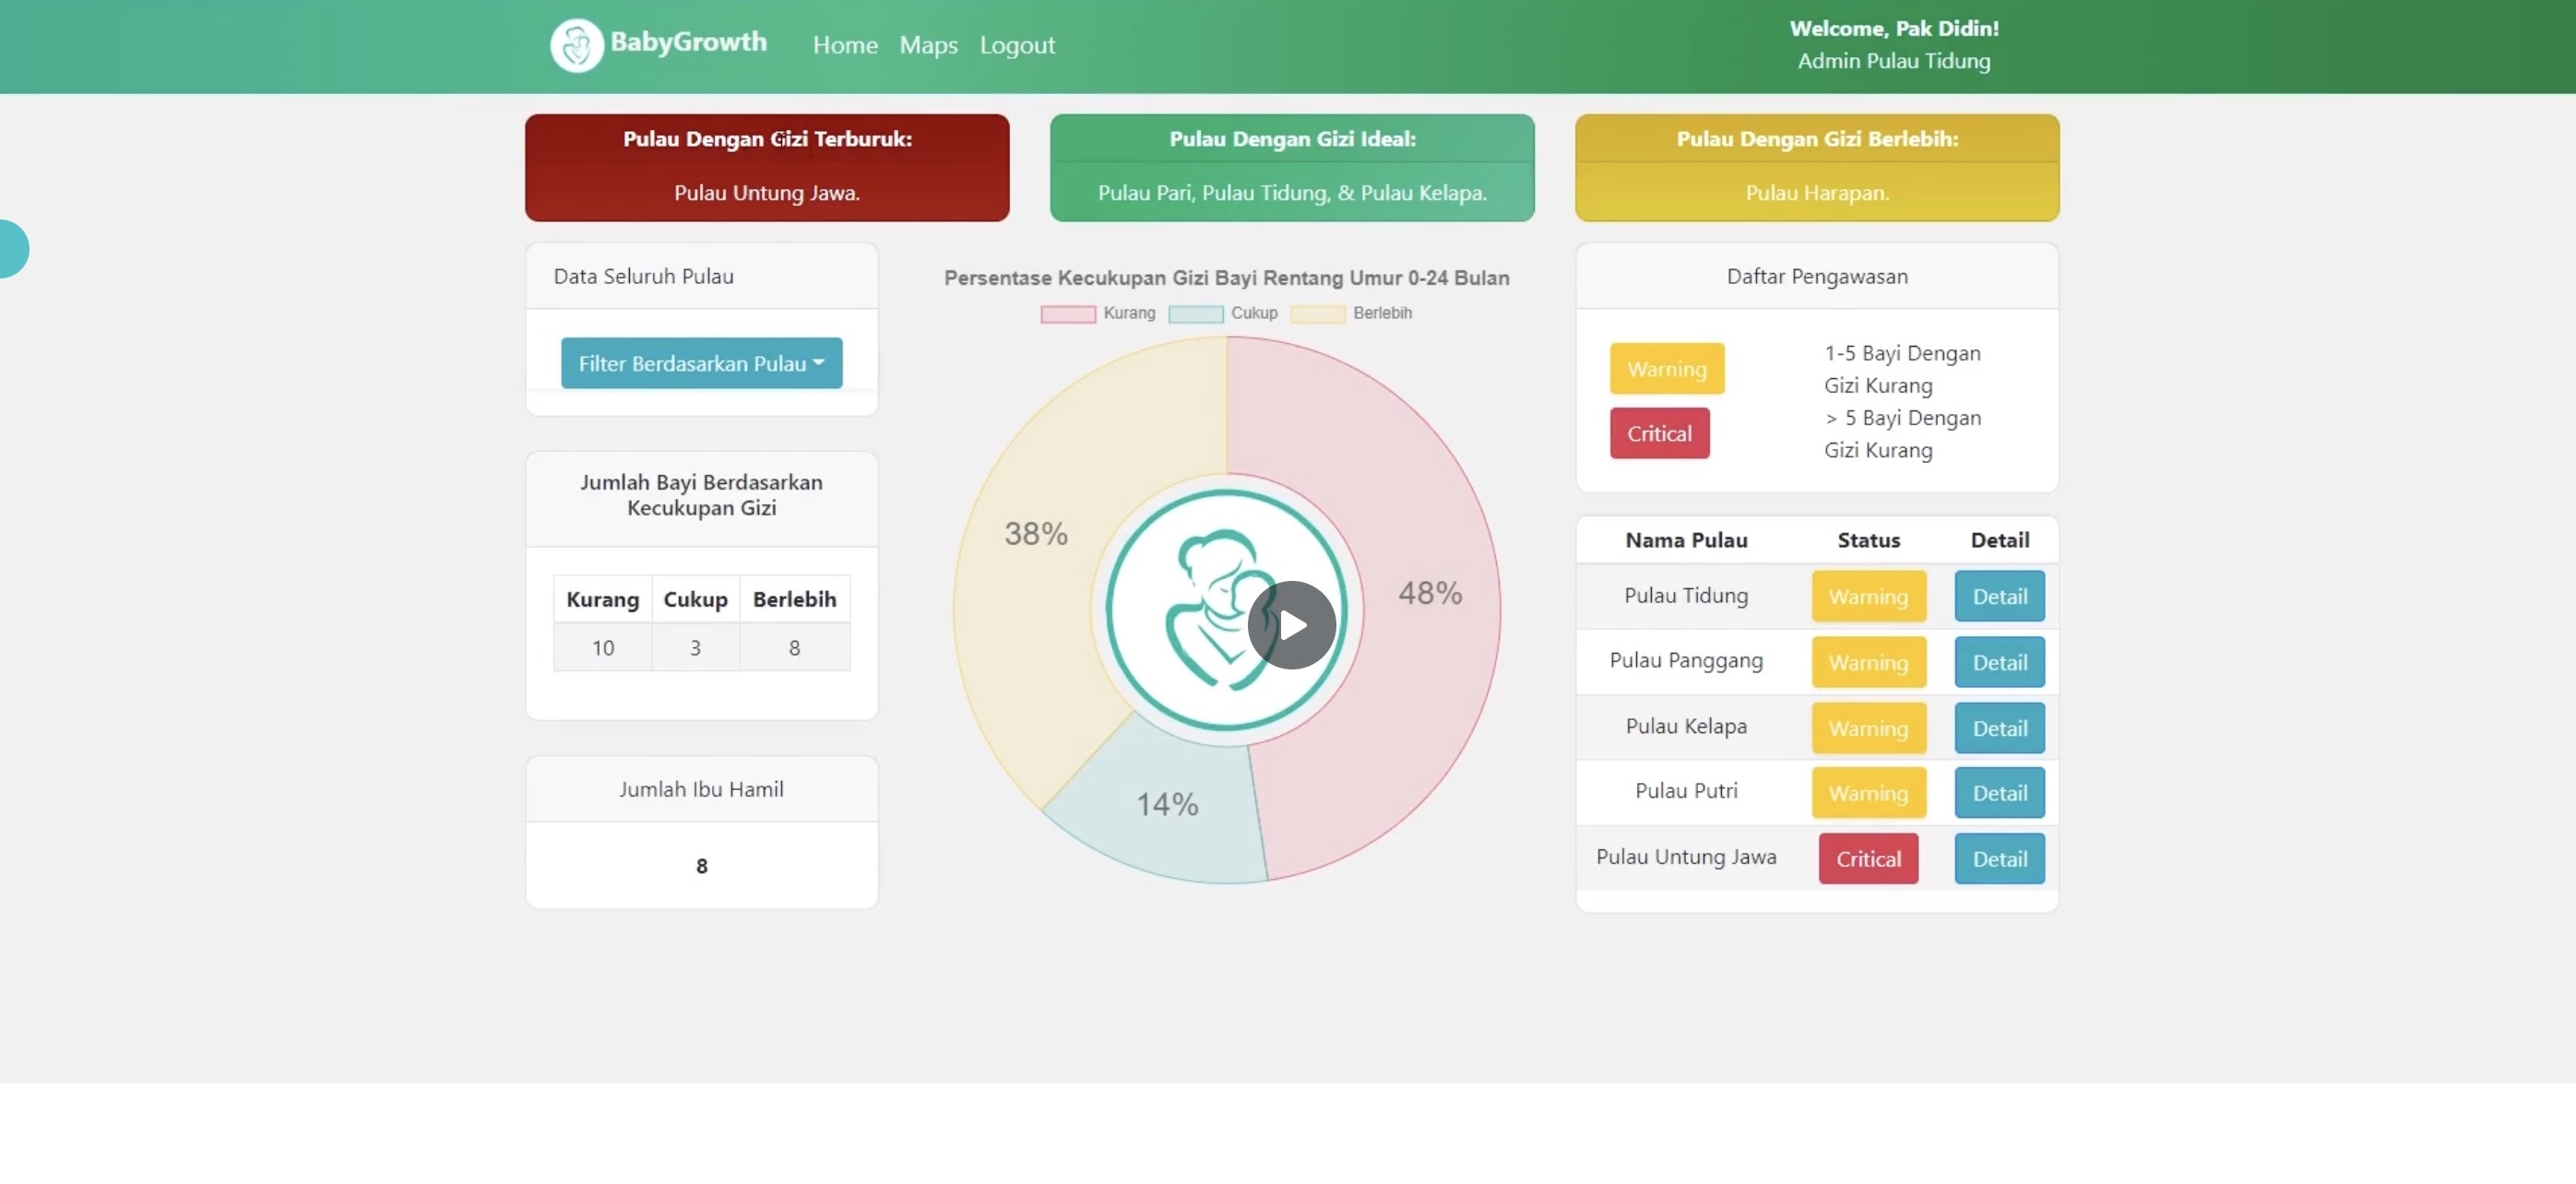 BabyGrowth
Home Maps Logout
Welcome, Pak Didin!
Admin Pulau Tidung
Pulau Dengan Gizi Terburuk:
Pulau Untung Jawa.
Pulau Dengan Gizi Ideal:
Pulau Pari, Pulau Tidung, & Pulau Kelapa.
Pulau Dengan Gizi Berlebih:
Pulau Harapan.
Data Seluruh Pulau
Filter Berdasarkan Pulau
Jumlah Bayi Berdasarkan
Kecukupan Gizi
Kurang Cukup Berlebih
10 3 8
Jumlah Ibu Hamil
8
Persentase Kecukupan Gizi Bayi Rentang Umur 0-24 Bulan
Kurang Cukup Berlebih
38%
48%
14%
Daftar Pengawasan
Warning
1-5 Bayi Dengan
Gizi Kurang
Critical
> 5 Bayi Dengan
Gizi Kurang
Nama Pulau Status Detail
Pulau Tidung Warning Detail
Pulau Panggang Warning Detail
Pulau Kelapa Warning Detail
Pulau Putri Warning Detail
Pulau Untung Jawa Critical Detail